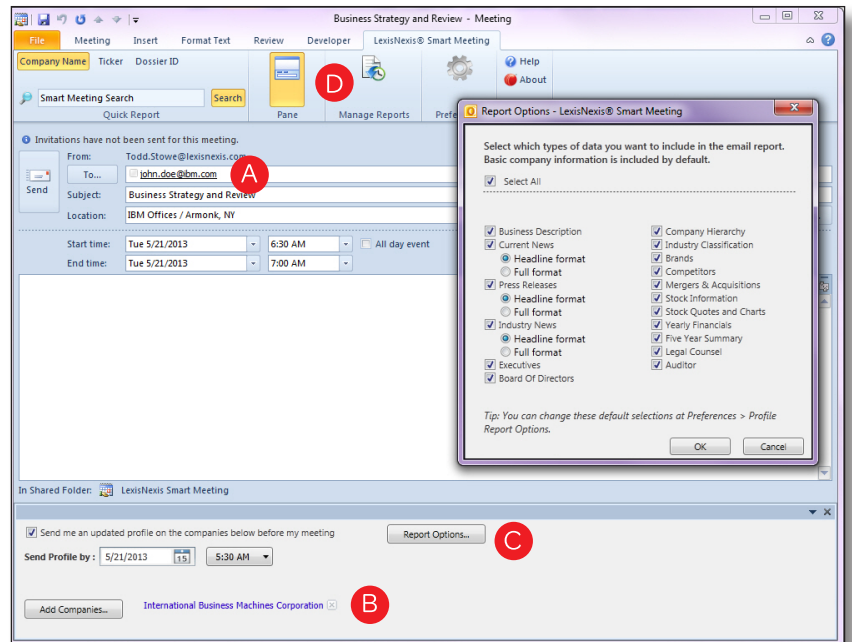 Business Strategy and Review - Meeting
File Meeting Insert Format Text Review Developer LexisNexis® Smart Meeting
Company Name Ticker Dossier ID
Smart Meeting Search Search
Quick Report
Pane
Manage Reports
Prefe
Help
About
D
Invitations have not been sent for this meeting.
From: Todd.Stowe@lexisnexis.com
Send
To... john.doe@ibm.com
A
Subject: Business Strategy and Review
Location: IBM Offices / Armonk, NY
Start time: Tue 5/21/2013 6:30 AM All day event
End time: Tue 5/21/2013 7:00 AM
Report Options - LexisNexis® Smart Meeting
Select which types of data you want to include in the email report.
Basic company information is included by default.
Select All
Business Description
Current News
Headline format
Full format
Press Releases
Headline format
Full format
Industry News
Headline format
Full format
Executives
Board Of Directors
Company Hierarchy
Industry Classification
Brands
Competitors
Mergers & Acquisitions
Stock Information
Stock Quotes and Charts
Yearly Financials
Five Year Summary
Legal Counsel
Auditor
Tip: You can change these default selections at Preferences > Profile
Report Options.
OK Cancel
In Shared Folder: LexisNexis Smart Meeting
Send me an updated profile on the companies below before my meeting
Report Options...
C
Send Profile by : 5/21/2013 15 5:30 AM
Add Companies...
International Business Machines Corporation
B